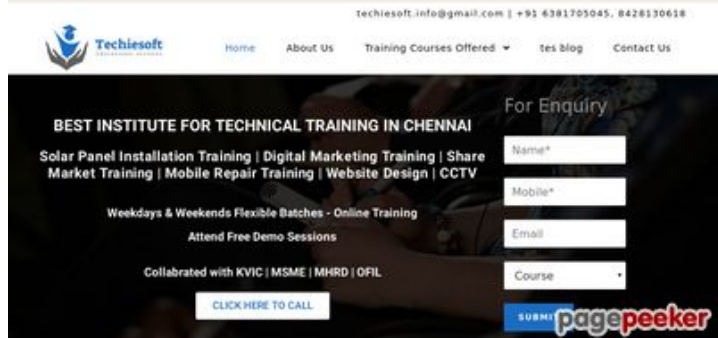 techiesoft.info@gmail.com | +91 6381705045, 8428130618
Techiesoft
Home About Us Training Courses Offered tes blog Contact Us
For Enquiry
BEST INSTITUTE FOR TECHNICAL TRAINING IN CHENNAI
Solar Panel Installation Training | Digital Marketing Training | Share
Market Training | Mobile Repair Training | Website Design | CCTV
Weekdays & Weekends Flexible Batches - Online Training
Attend Free Demo Sessions
Collabrated with KVIC | MSME | MHRD | OFIL
CLICK HERE TO CALL
Name*
Mobile*
Email
Course
SUBMIT
pagepeeker